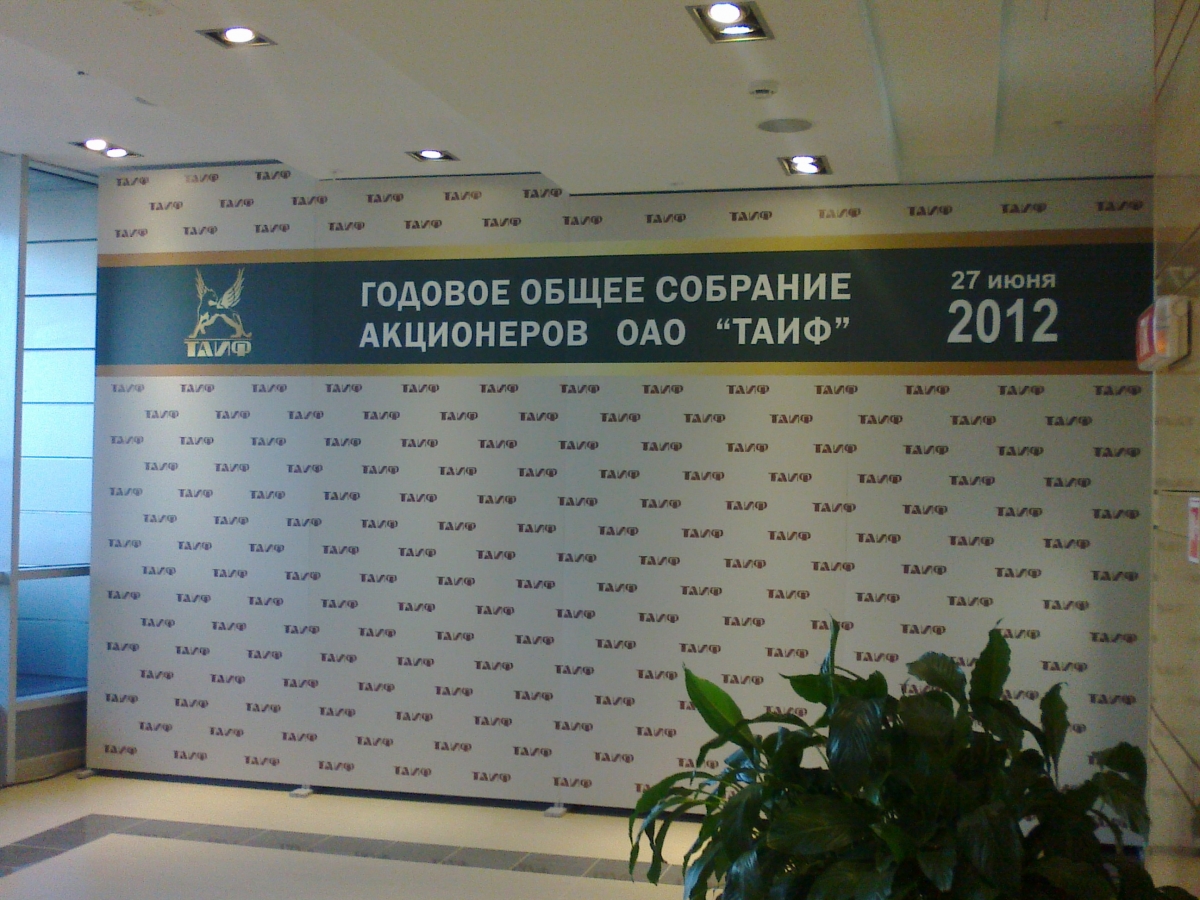 ТАИФ
ГОДОВОЕ ОБЩЕЕ СОБРАНИЕ
АКЦИОНЕРОВ ОАО “ТАИФ”
27 июня
2012